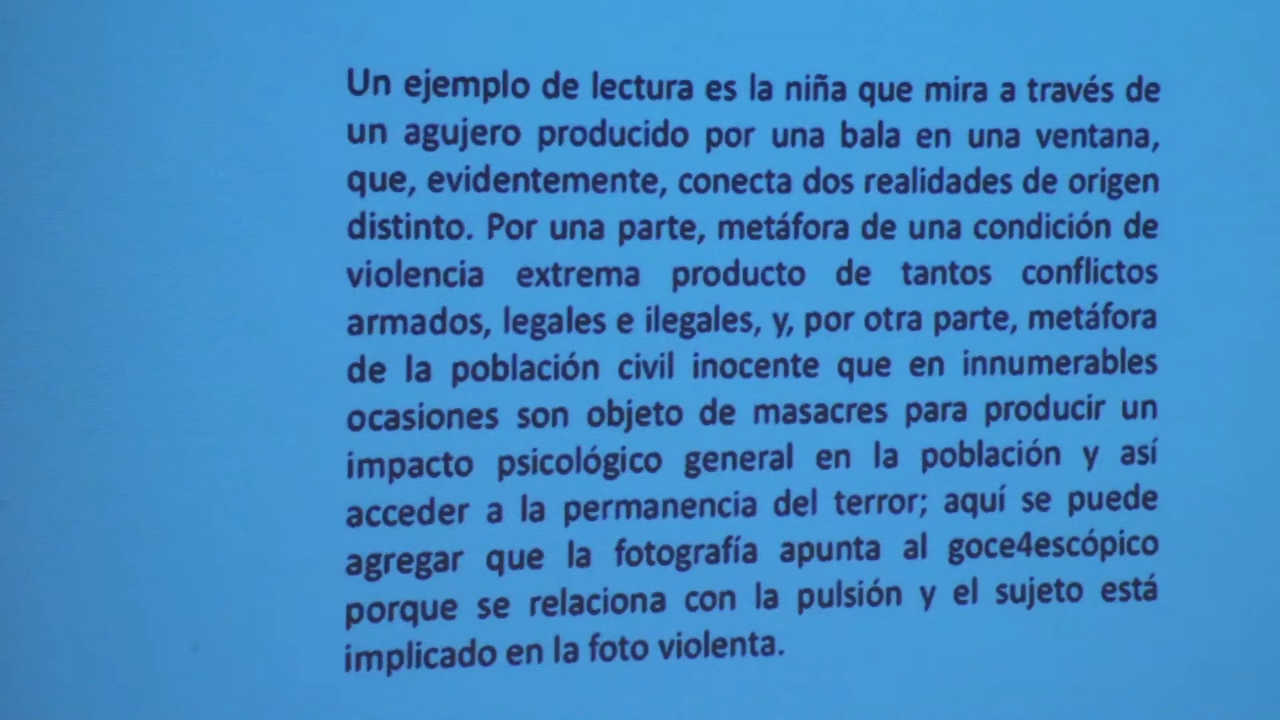 Un ejemplo de lectura es la niña que mira a través de
un agujero producido por una bala en una ventana,
que, evidentemente, conecta dos realidades de origen
distinto. Por una parte, metáfora de una condición de
violencia extrema producto de tantos conflictos
armados, legales e ilegales, y, por otra parte, metáfora
de la población civil inocente que en innumerables
ocasiones son objeto de masacres para producir un
impacto psicológico general en la población y así
acceder a la permanencia del terror; aquí se puede
agregar que la fotografía apunta al goce4escópico
porque se relaciona con la pulsión y el sujeto está
implicado en la foto violenta.